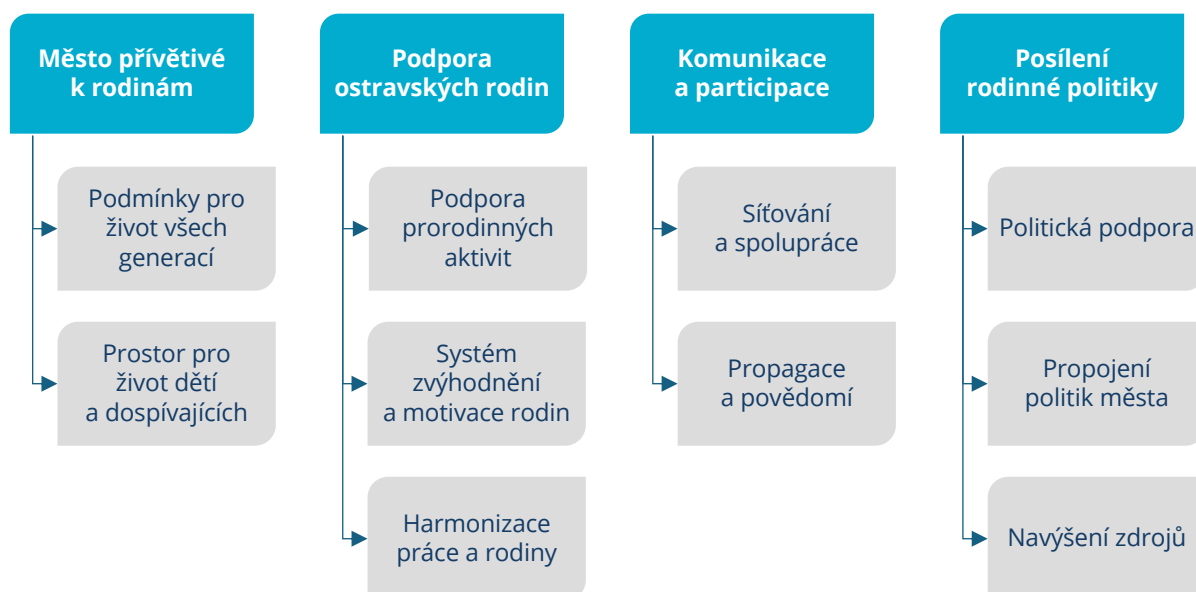 Město přívětivé
k rodinám
Podmínky pro
život všech
generací
Prostor pro
život dětí
a dospívajících
Podpora
ostravských rodin
Podpora
prorodinných
aktivit
Systém
zvýhodnění
a motivace rodin
Harmonizace
práce a rodiny
Komunikace
a participace
Síťování
a spolupráce
Propagace
a povědomí
Posílení
rodinné politiky
Politická podpora
Propojení
politik města
Navýšení zdrojů